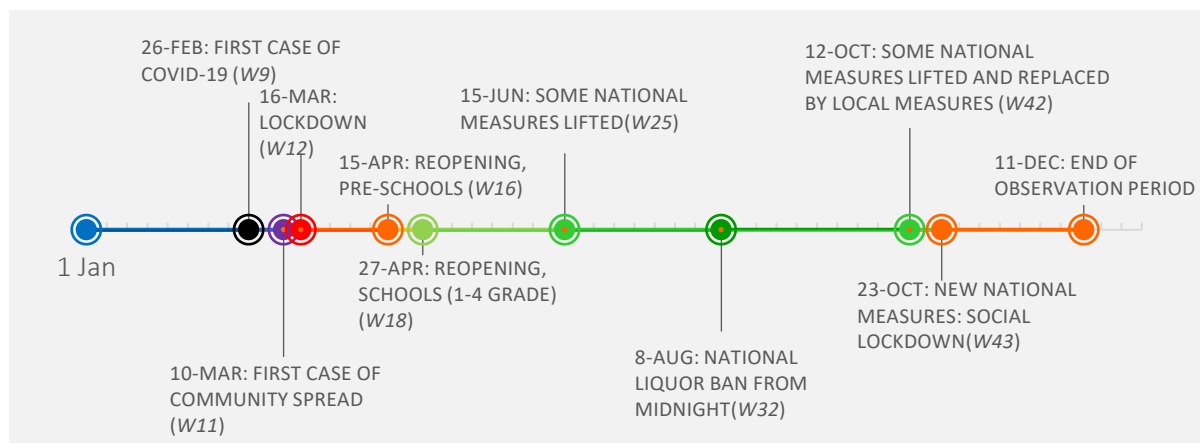 26-FEB: FIRST CASE OF
COVID-19 (W9)
16-MAR:
LOCKDOWN
(W12)
15-APR: REOPENING,
PRE-SCHOOLS (W16)
15-JUN: SOME NATIONAL
MEASURES LIFTED(W25)
12-OCT: SOME NATIONAL
MEASURES LIFTED AND REPLACED
BY LOCAL MEASURES (W42)
11-DEC: END OF
OBSERVATION PERIOD
1 Jan
10-MAR: FIRST CASE OF
COMMUNITY SPREAD
(W11)
27-APR: REOPENING,
SCHOOLS (1-4 GRADE)
(W18)
8-AUG: NATIONAL
LIQUOR BAN FROM
MIDNIGHT(W32)
23-OCT: NEW NATIONAL
MEASURES: SOCIAL
LOCKDOWN(W43)